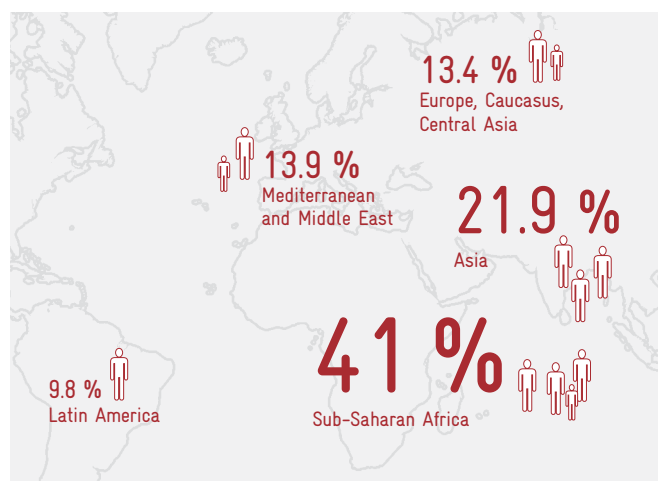 13.4 %
Europe, Caucasus,
Central Asia
13.9 %
Mediterranean
and Middle East
21.9 %
Asia
41 %
Sub-Saharan Africa
9.8 %
Latin America